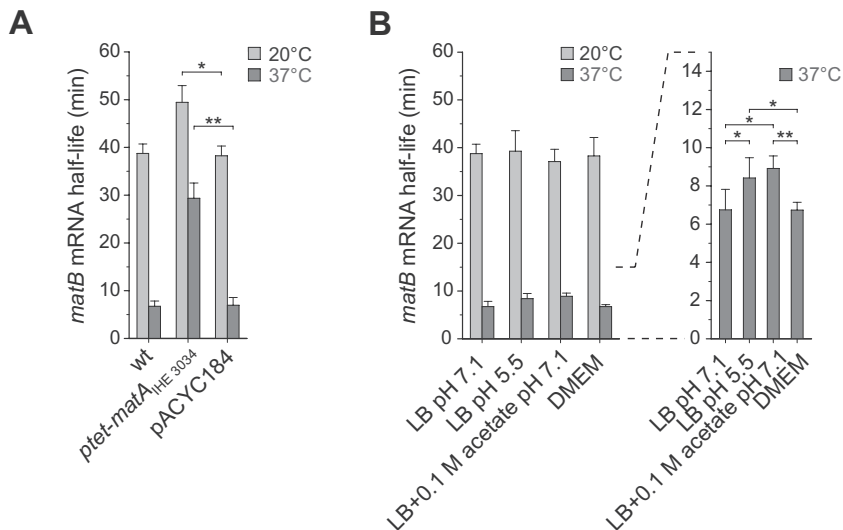 A
matB mRNA half-life (min)
60
50
40
30
20
10
0
20°C
37°C
*
**
wt
ptet-matA IHE 3034
pACYC184
B
matB mRNA half-life (min)
60
50
40
30
20
10
0
20°C
37°C
LB pH 7.1
LB pH 5.5
LB+0.1 M acetate pH 7.1
DMEM
14
12
10
8
6
4
2
0
37°C
*
*
*
**
LB pH 7.1
LB pH 5.5
LB+0.1 M acetate pH 7.1
DMEM